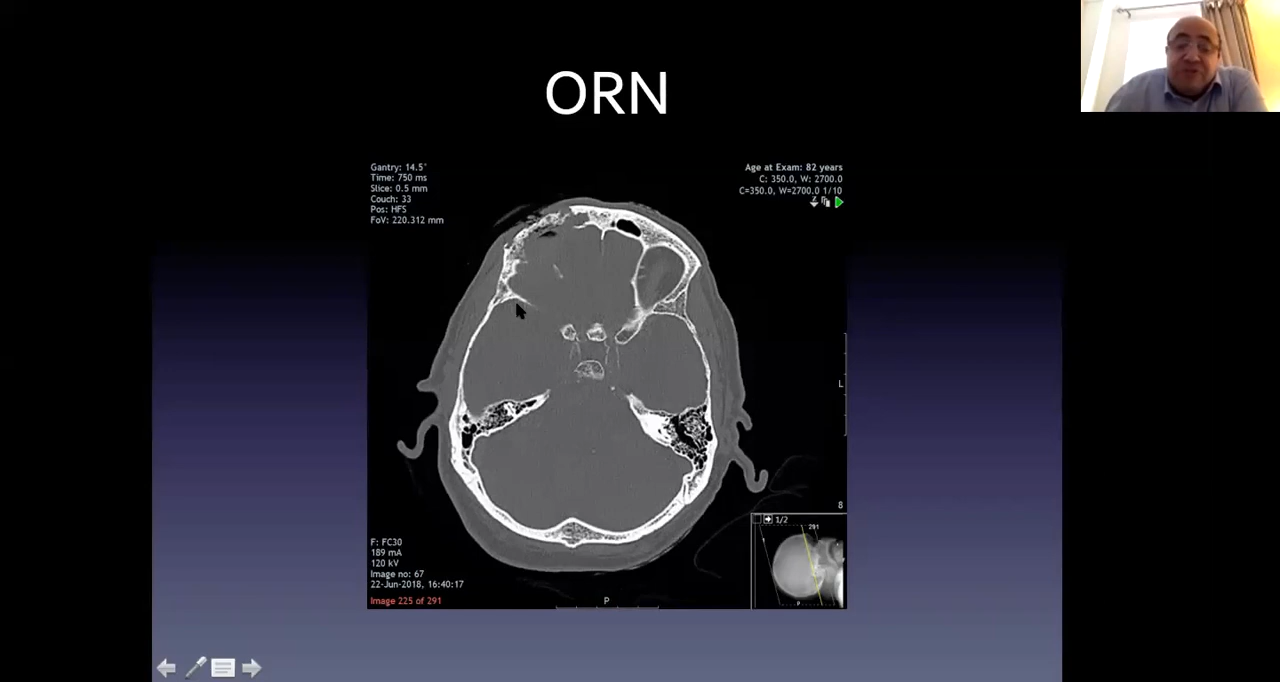 ORN
Gantry: 14.5°
Time: 750 ms
Slice: 0.5 mm
Couch: 33
Pos: HFS
FoV: 220.312 mm
Age at Exam: 82 years
C: 350.0, W: 2700.0
C=350.0, W=2700.0 1/10
L
8
1/2
291
P
F: FC30
189 mA
120 kV
Image no: 67
22-Jun-2018, 16:40:17
Image 225 of 291
P